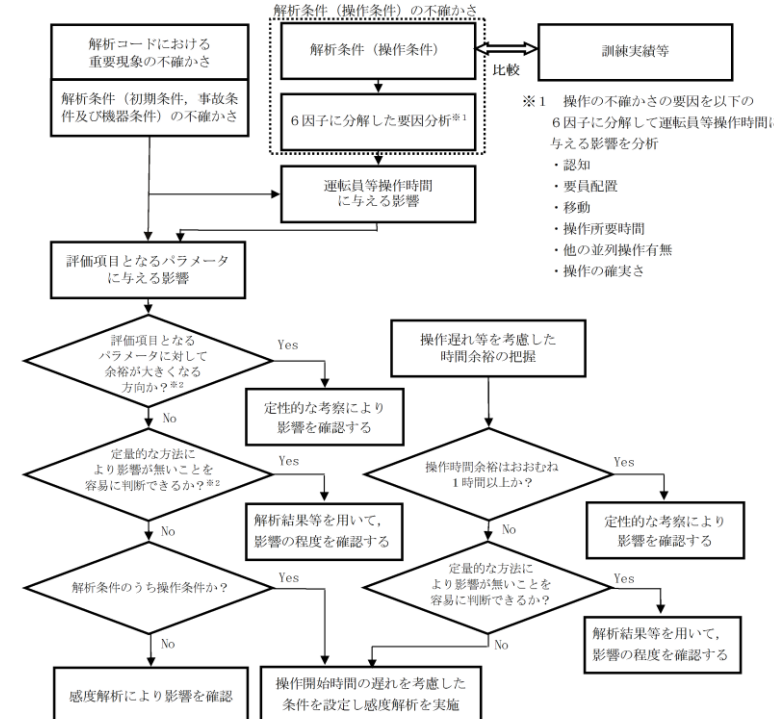 解析条件（操作条件）の不確かさ
解析コードにおける
重要現象の不確かさ
解析条件（初期条件，事故条
件及び機器条件）の不確かさ
解析条件（操作条件）
比較
訓練実績等
６因子に分解した要因分析※１
※１　操作の不確かさの要因を以下の
６因子に分解して運転員等操作時間に
与える影響を分析
・認知
・要員配置
・移動
・操作所要時間
・他の並列操作有無
・操作の確実さ
運転員等操作時間
に与える影響
評価項目となるパラメータ
に与える影響
評価項目となる
パラメータに対して
余裕が大きくなる
方向か？※２
Yes
No
定性的な考察により
影響を確認する
定量的な方法に
より影響が無いことを
容易に判断できるか？※２
Yes
No
解析結果等を用いて，
影響の程度を確認する
解析条件のうち操作条件か？
Yes
No
感度解析により影響を確認
操作遅れ等を考慮した
時間余裕の把握
操作時間余裕はおおむね
１時間以上か？
Yes
No
定性的な考察により
影響を確認する
定量的な方法に
より影響が無いことを
容易に判断できるか？
Yes
No
解析結果等を用いて，
影響の程度を確認する
操作開始時間の遅れを考慮した
条件を設定し感度解析を実施